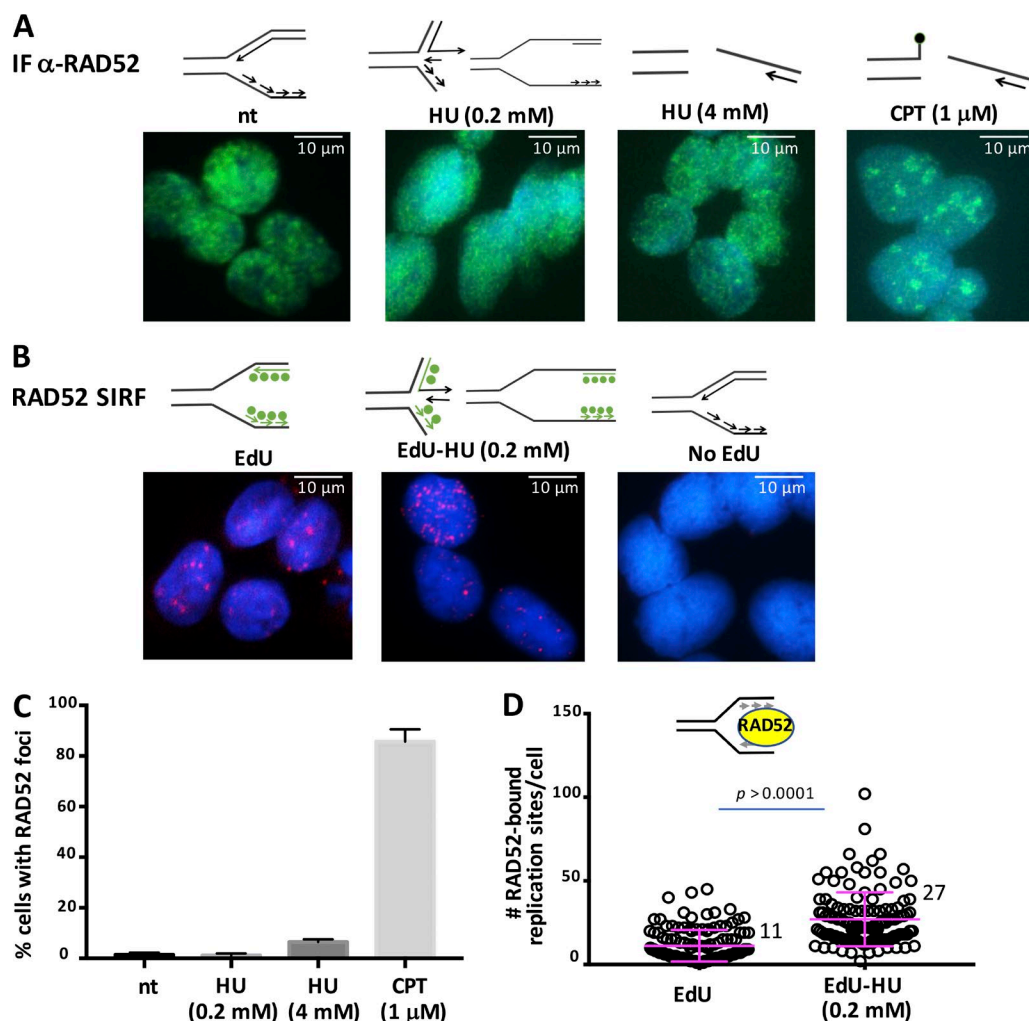 A
IF α-RAD52
nt
HU (0.2 mM)
HU (4 mM)
CPT (1 μM)
10 μm
10 μm
10 μm
10 μm
B
RAD52 SIRF
EdU
EdU-HU (0.2 mM)
No EdU
10 μm
10 μm
10 μm
C
% cells with RAD52 foci
100
80
60
40
20
0
nt
HU
(0.2 mM)
HU
(4 mM)
CPT
(1 μM)
D
# RAD52-bound
replication sites/cell
150
100
50
0
RAD52
p > 0.0001
11
27
EdU
EdU-HU
(0.2 mM)